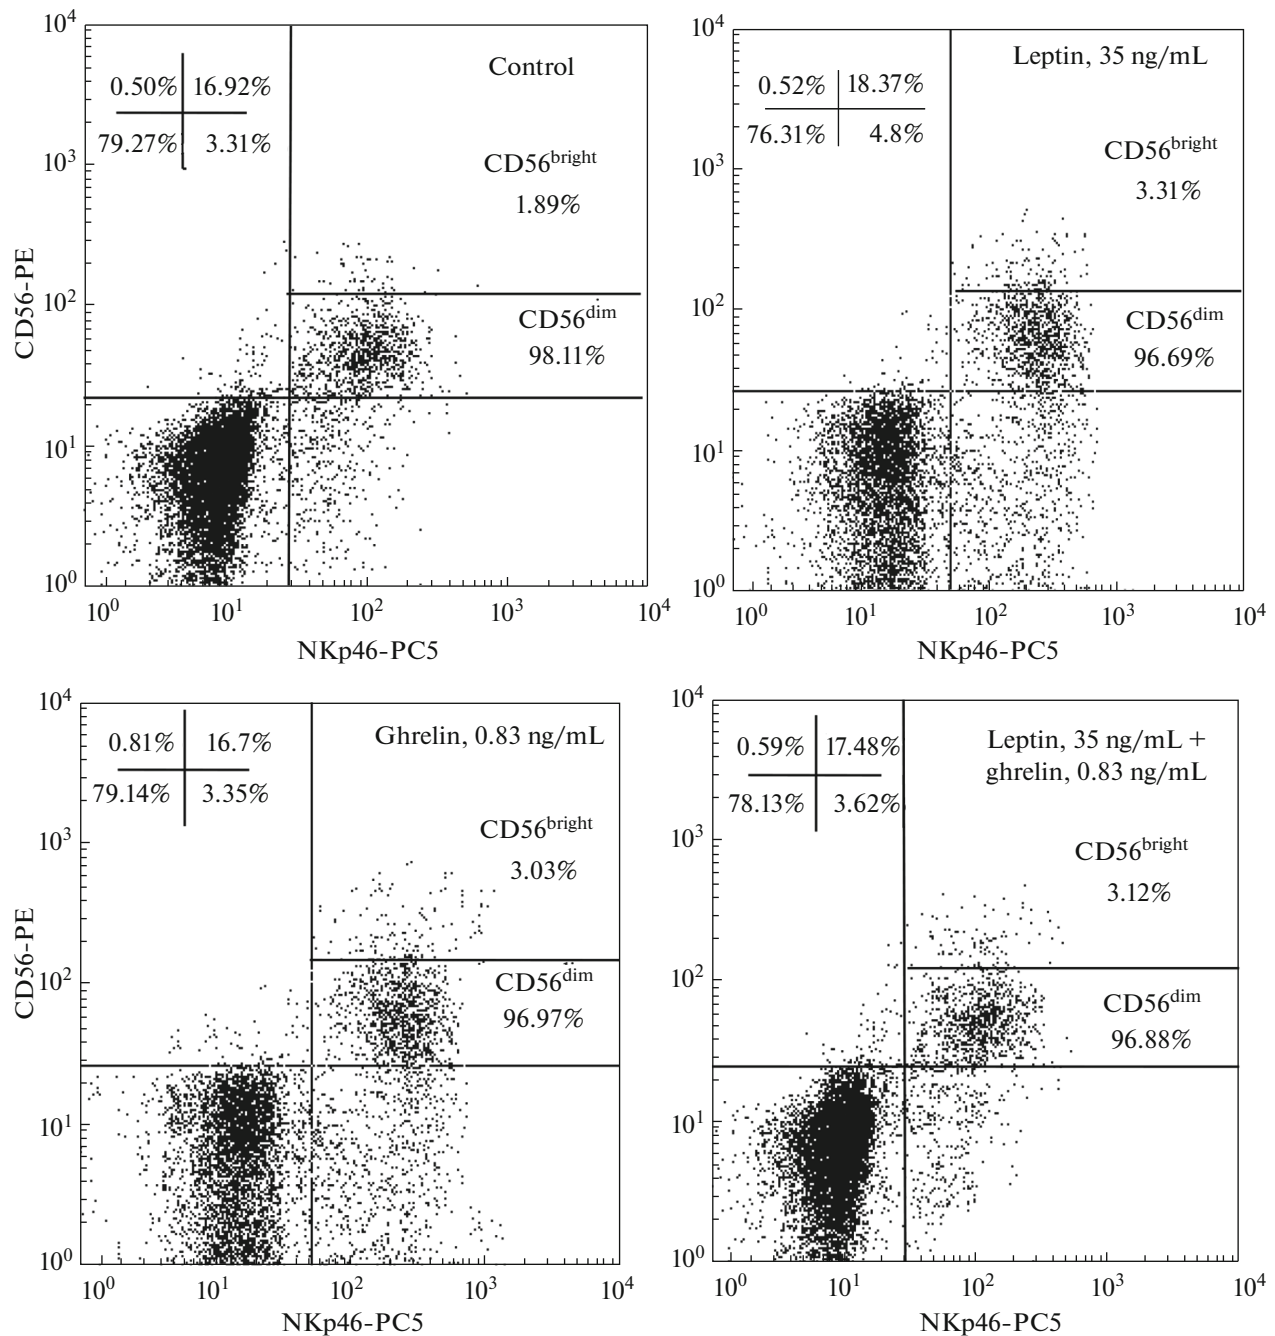 10^4
Control
0.50% 16.92%
79.27% 3.31%
10^3
CD56^bright
1.89%
CD56-PE
10^2
CD56^dim
98.11%
10^1
10^0
10^0 10^1 10^2 10^3 10^4
NKp46-PC5
10^4
Leptin, 35 ng/mL
0.52% 18.37%
76.31% 4.8%
10^3
CD56^bright
3.31%
10^2
CD56^dim
96.69%
10^1
10^0
10^0 10^1 10^2 10^3 10^4
NKp46-PC5
10^4
Ghrelin, 0.83 ng/mL
0.81% 16.7%
79.14% 3.35%
10^3
CD56^bright
3.03%
CD56-PE
10^2
CD56^dim
96.97%
10^1
10^0
10^0 10^1 10^2 10^3 10^4
NKp46-PC5
10^4
Leptin, 35 ng/mL +
ghrelin, 0.83 ng/mL
0.59% 17.48%
78.13% 3.62%
10^3
CD56^bright
3.12%
10^2
CD56^dim
96.88%
10^1
10^0
10^0 10^1 10^2 10^3 10^4
NKp46-PC5